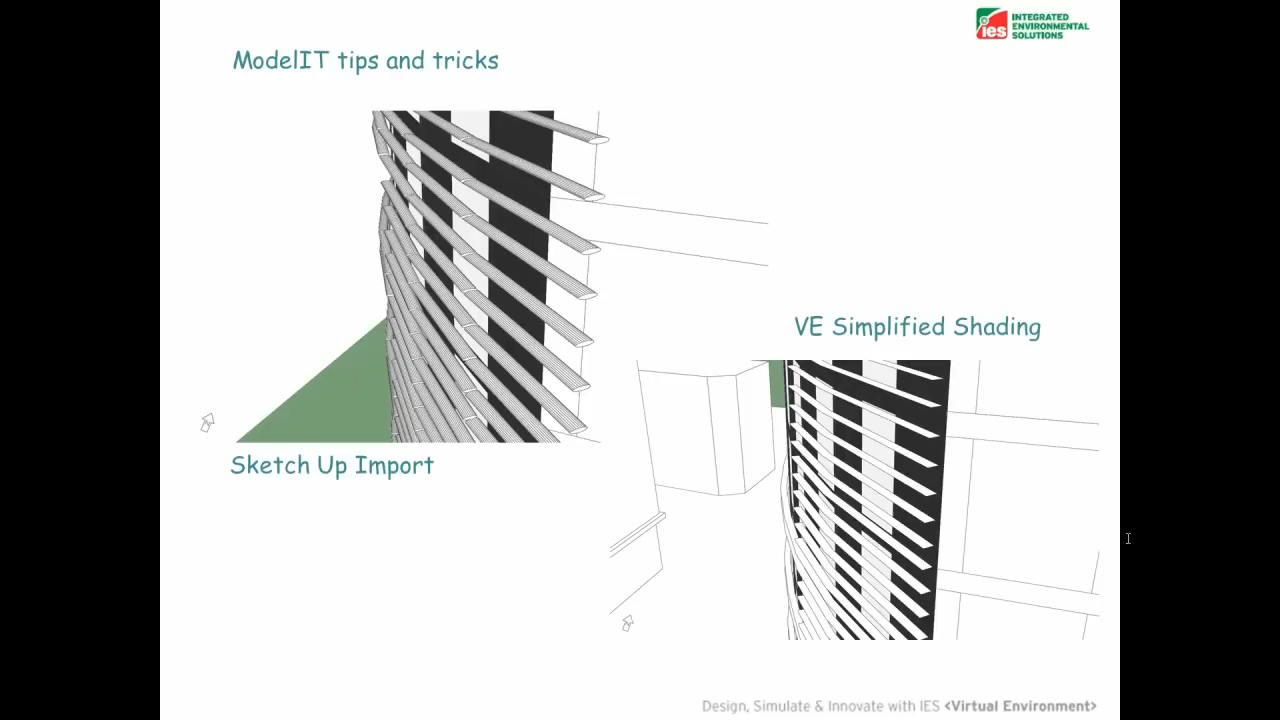 ies INTEGRATED
ENVIRONMENTAL
SOLUTIONS
ModelIT tips and tricks
VE Simplified Shading
Sketch Up Import
Design, Simulate & Innovate with IES <Virtual Environment>